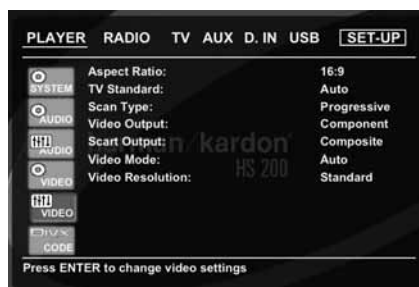 PLAYER RADIO TV AUX D. IN USB SET-UP
SYSTEM
AUDIO
AUDIO
VIDEO
VIDEO
DIVX
CODE
Aspect Ratio: 16:9
TV Standard: Auto
Scan Type: Progressive
Video Output: Component
Scart Output: Composite
Video Mode: Auto
Video Resolution: Standard
harman/kardon
HS 200
Press ENTER to change video settings